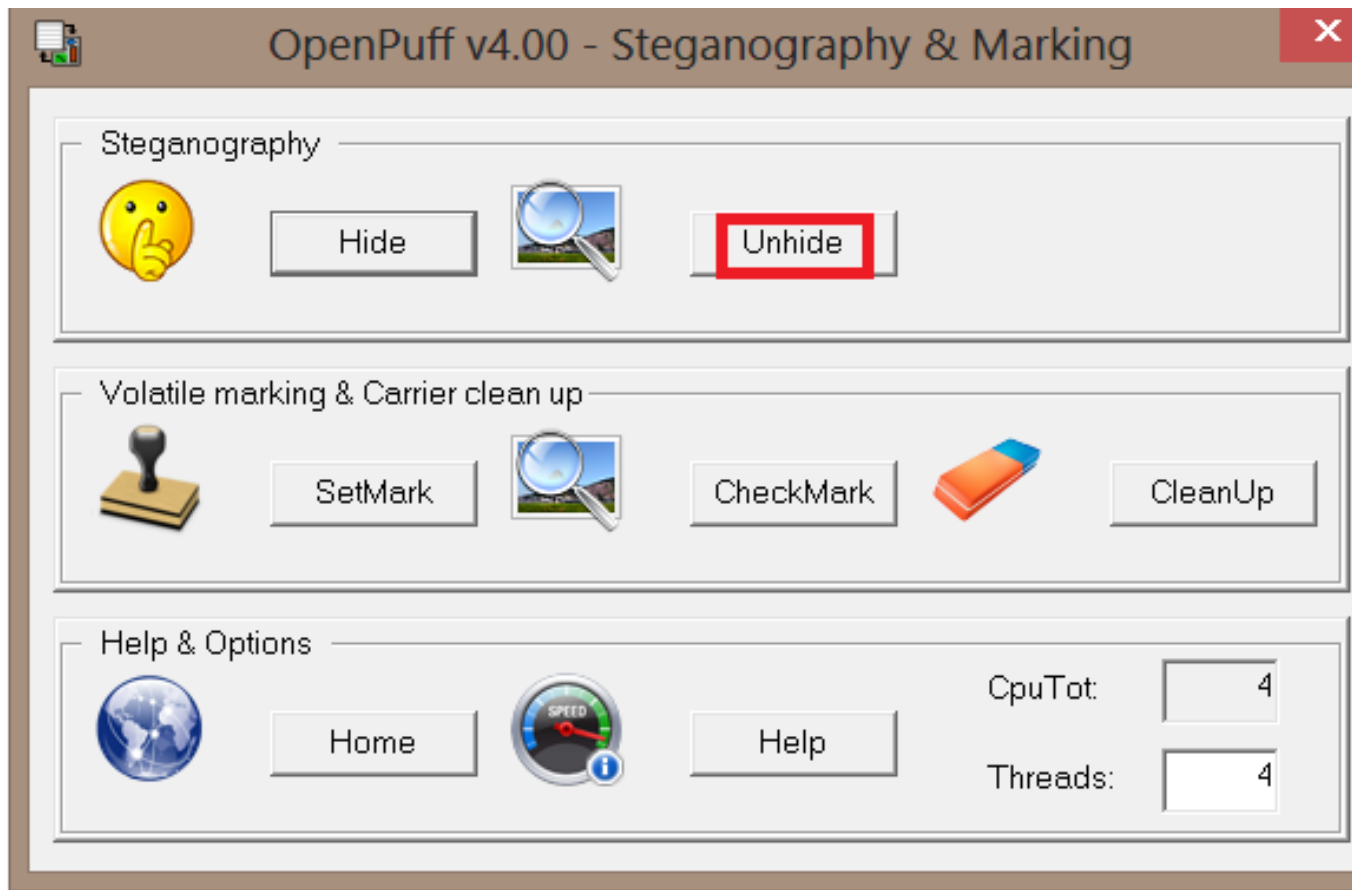 OpenPuff v4.00 - Steganography & Marking
Steganography
Hide
Unhide
Volatile marking & Carrier clean up
SetMark
CheckMark
CleanUp
Help & Options
Home
SPEED
Help
CpuTot: 4
Threads: 4